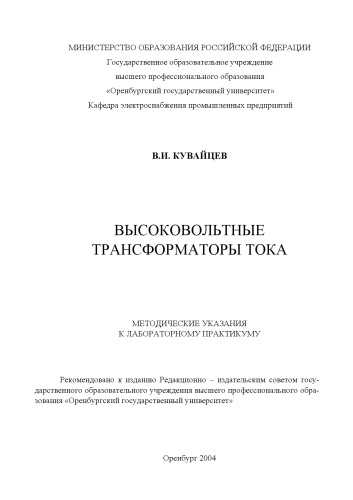 МИНИСТЕРСТВО ОБРАЗОВАНИЯ РОССИЙСКОЙ ФЕДЕРАЦИИ
Государственное образовательное учреждение
высшего профессионального образования
«Оренбургский государственный университет»
Кафедра электроснабжения промышленных предприятий
В.И. КУВАЙЦЕВ
ВЫСОКОВОЛЬТНЫЕ
ТРАНСФОРМАТОРЫ ТОКА
МЕТОДИЧЕСКИЕ УКАЗАНИЯ
К ЛАБОРАТОРНОМУ ПРАКТИКУМУ
Рекомендовано к изданию Редакционно – издательским советом госу-
дарственного образовательного учреждения высшего профессионального обра-
зования «Оренбургский государственный университет»
Оренбург 2004